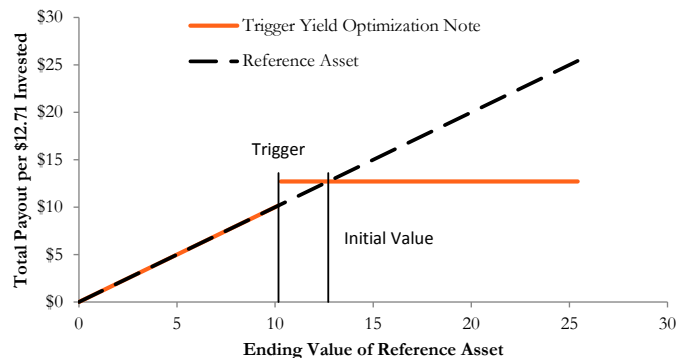 Trigger Yield Optimization Note
Reference Asset
Total Payout per $12.71 Invested
$30
$25
$20
$15
$10
$5
$0
Trigger
Initial Value
0
5
10
15
20
25
30
Ending Value of Reference Asset